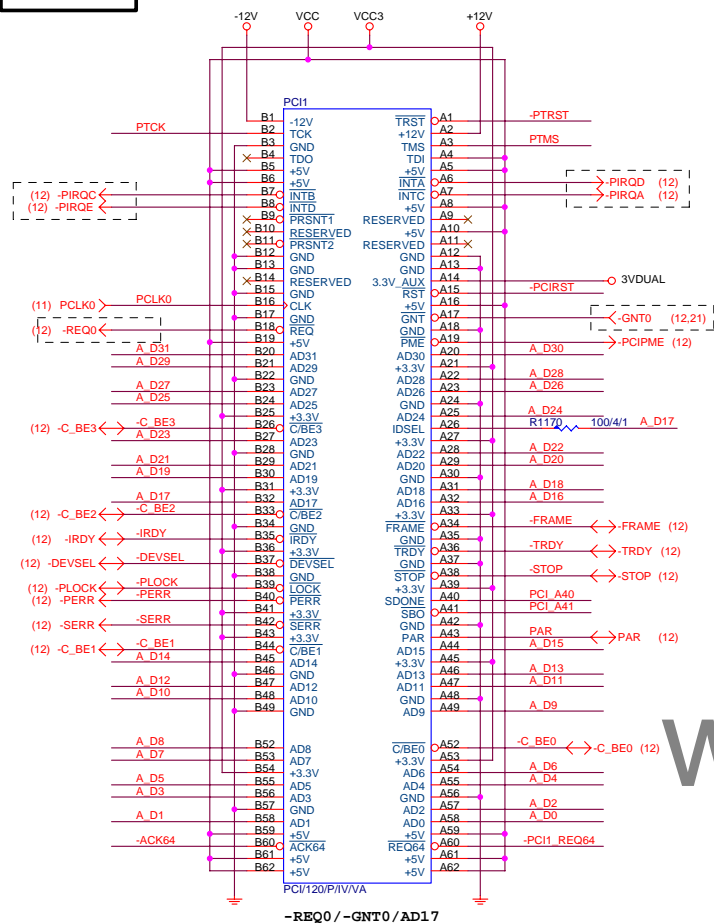 -12V VCC VCC3 +12V
PCI1
B1 -12V TRST A1 -PTRST
PTCK B2 TCK +12V A2
B3 GND TMS A3 PTMS
B4 TDO TDI A4
B5 +5V +5V A5
B6 +5V INTA A6 -PIRQD (12)
(12) -PIRQC B7 INTB INTC A7 -PIRQA (12)
(12) -PIRQE B8 INTD +5V A8
B9 PRSNT1 RESERVED A9
B10 RESERVED +5V A10
B11 PRSNT2 RESERVED A11
B12 GND GND A12
B13 GND GND A13
B14 RESERVED 3.3V_AUX A14 3VDUAL
B15 GND RST A15 -PCIRST
(11) PCLK0 PCLK0 B16 CLK +5V A16
B17 GND GNT A17 -GNT0 (12,21)
(12) -REQ0 B18 REQ GND A18
B19 +5V PME A19 -PCIPME (12)
A_D31 B20 AD31 AD30 A20 A_D30
A_D29 B21 AD29 +3.3V A21
B22 GND AD28 A22 A_D28
A_D27 B23 AD27 AD26 A23 A_D26
A_D25 B24 AD25 GND A24
B25 +3.3V AD24 A25 A_D24
(12) -C_BE3 -C_BE3 B26 C/BE3 IDSEL A26 R1170 100/4/1 A_D17
A_D23 B27 AD23 +3.3V A27
B28 GND AD22 A28 A_D22
A_D21 B29 AD21 AD20 A29 A_D20
A_D19 B30 AD19 GND A30
B31 +3.3V AD18 A31 A_D18
A_D17 B32 AD17 AD16 A32 A_D16
(12) -C_BE2 -C_BE2 B33 C/BE2 +3.3V A33
B34 GND FRAME A34 -FRAME -FRAME (12)
(12) -IRDY -IRDY B35 IRDY GND A35
B36 +3.3V TRDY A36 -TRDY -TRDY (12)
(12) -DEVSEL -DEVSEL B37 DEVSEL GND A37
B38 GND STOP A38 -STOP -STOP (12)
(12) -PLOCK -PLOCK B39 LOCK +3.3V A39
(12) -PERR -PERR B40 PERR SDONE A40 PCI_A40
B41 +3.3V SBO A41 PCI_A41
(12) -SERR -SERR B42 SERR GND A42
B43 +3.3V PAR A43 PAR PAR (12)
(12) -C_BE1 -C_BE1 B44 C/BE1 AD15 A44 A_D15
A_D14 B45 AD14 +3.3V A45
B46 GND AD13 A46 A_D13
A_D12 B47 AD12 AD11 A47 A_D11
A_D10 B48 AD10 GND A48
B49 GND AD9 A49 A_D9
A_D8 B52 AD8 C/BE0 A52 -C_BE0 -C_BE0 (12)
A_D7 B53 AD7 +3.3V A53
B54 +3.3V AD6 A54 A_D6
A_D5 B55 AD5 AD4 A55 A_D4
A_D3 B56 AD3 GND A56
B57 GND AD2 A57 A_D2
A_D1 B58 AD1 AD0 A58 A_D0
B59 +5V +5V A59
-ACK64 B60 ACK64 REQ64 A60 -PCI1_REQ64
B61 +5V +5V A61
B62 +5V +5V A62
PCI/120/P/IV/VA
-REQ0/-GNT0/AD17